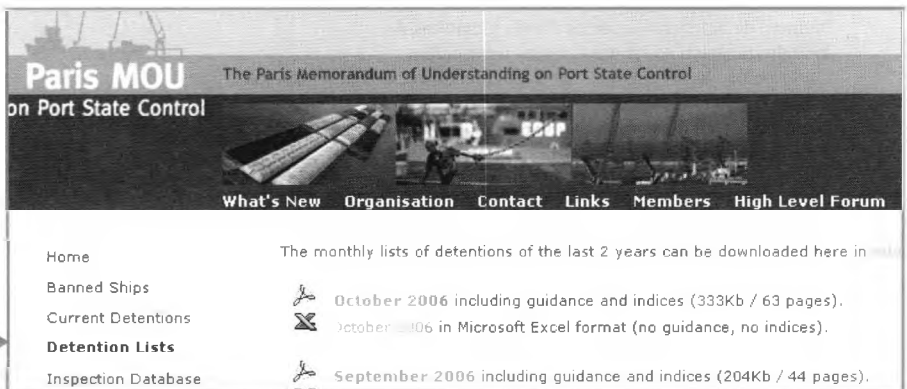 Paris MOU
on Port State Control
The Paris Memorandum of Understanding on Port State Control
What's New Organisation Contact Links Members High Level Forum
Home
Banned Ships
Current Detentions
Detention Lists
Inspection Database
The monthly lists of detentions of the last 2 years can be downloaded here in
October 2006 including guidance and indices (333Kb / 63 pages).
October 2006 in Microsoft Excel format (no guidance, no indices).
September 2006 including guidance and indices (204Kb / 44 pages).